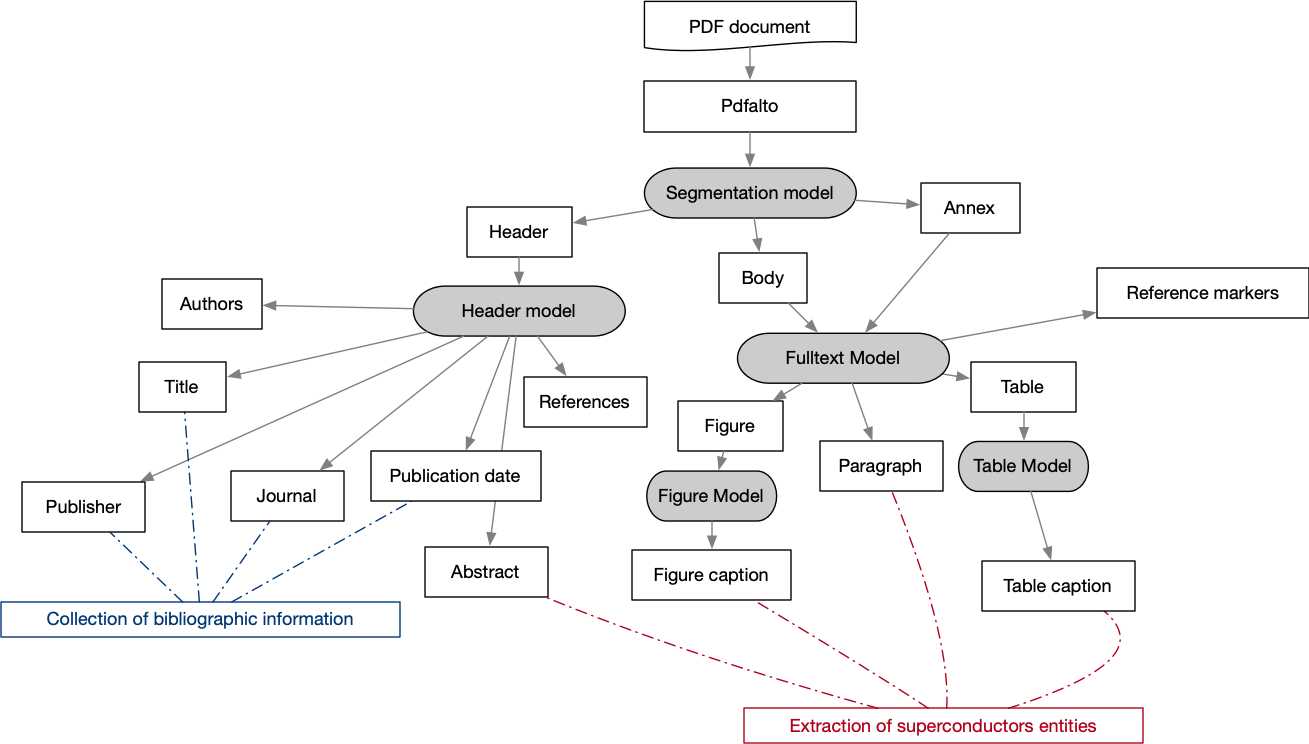 PDF document
Pdfalto
Segmentation model
Annex
Header
Body
Reference markers
Authors
Header model
Fulltext Model
Title
References
Table
Figure
Publisher
Journal
Publication date
Paragraph
Table Model
Figure Model
Abstract
Figure caption
Table caption
Collection of bibliographic information
Extraction of superconductors entities